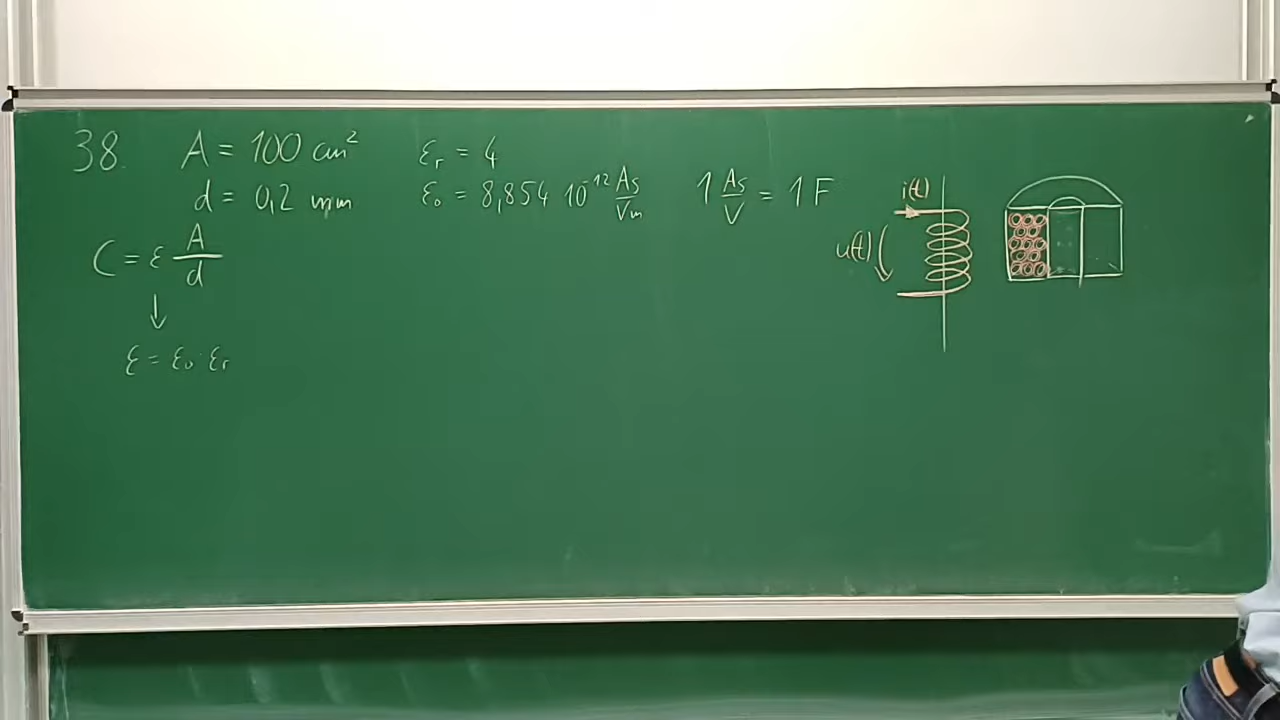 38. A = 100 cm² εᵣ = 4
d = 0,2 mm ε₀ = 8,854 10⁻¹² As/Vm 1 As/V = 1 F
C = ε A/d
↓
ε = ε₀ · εᵣ
i(t)
u(t)